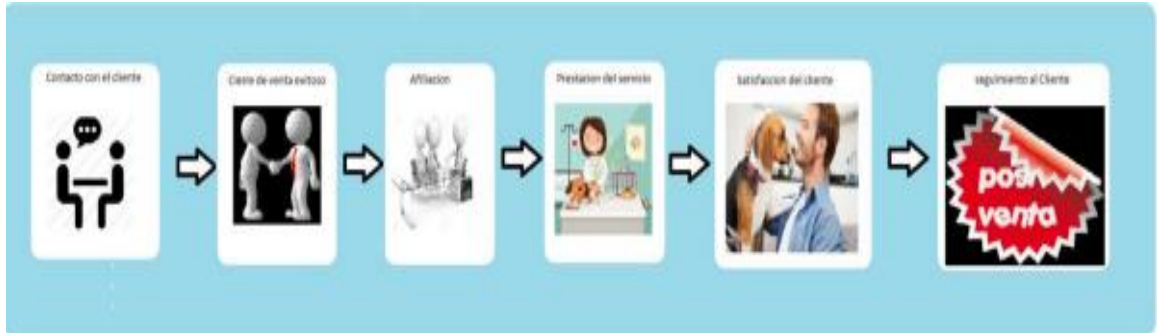 Contacto con el cliente
Cierre de venta exitoso
Afiliacion
Prestacion del servicio
Satisfaccion del cliente
seguimiento al Cliente
post
venta